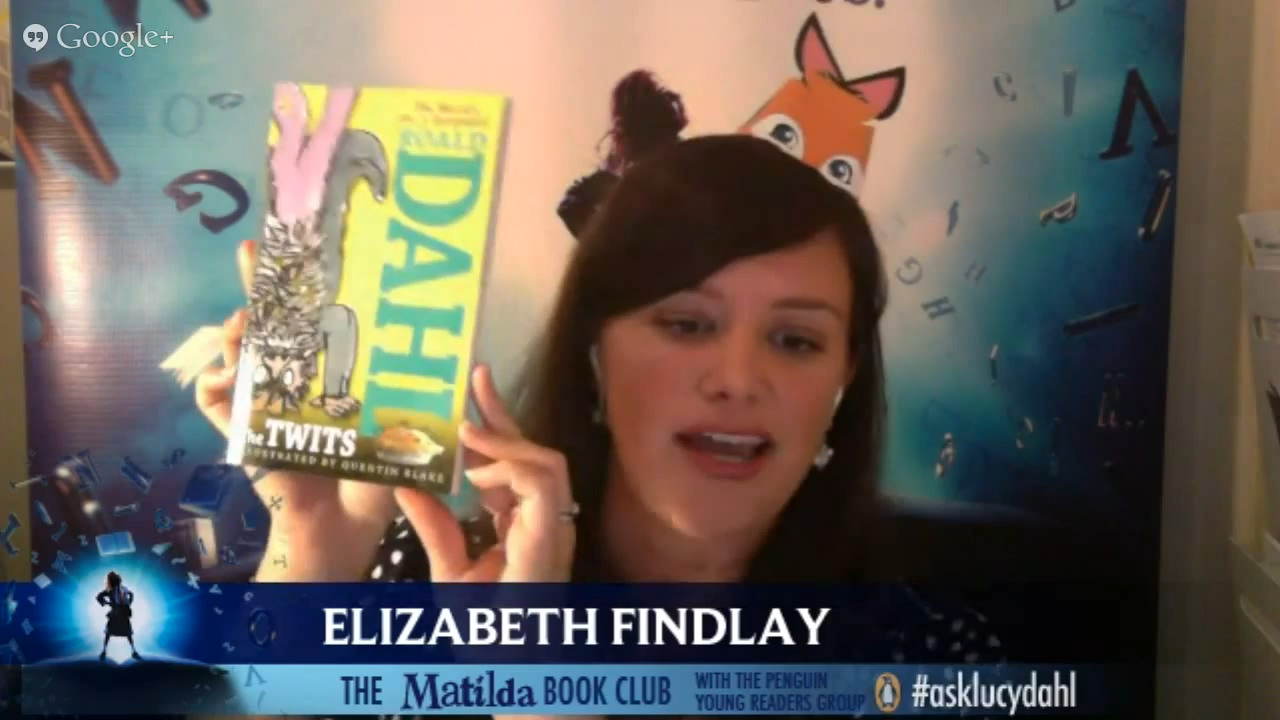 Google+
ROALD
DAHL
The TWITS
ILLUSTRATED BY QUENTIN BLAKE
ELIZABETH FINDLAY
THE Matilda BOOK CLUB
WITH THE PENGUIN
YOUNG READERS GROUP
#asklucydahl